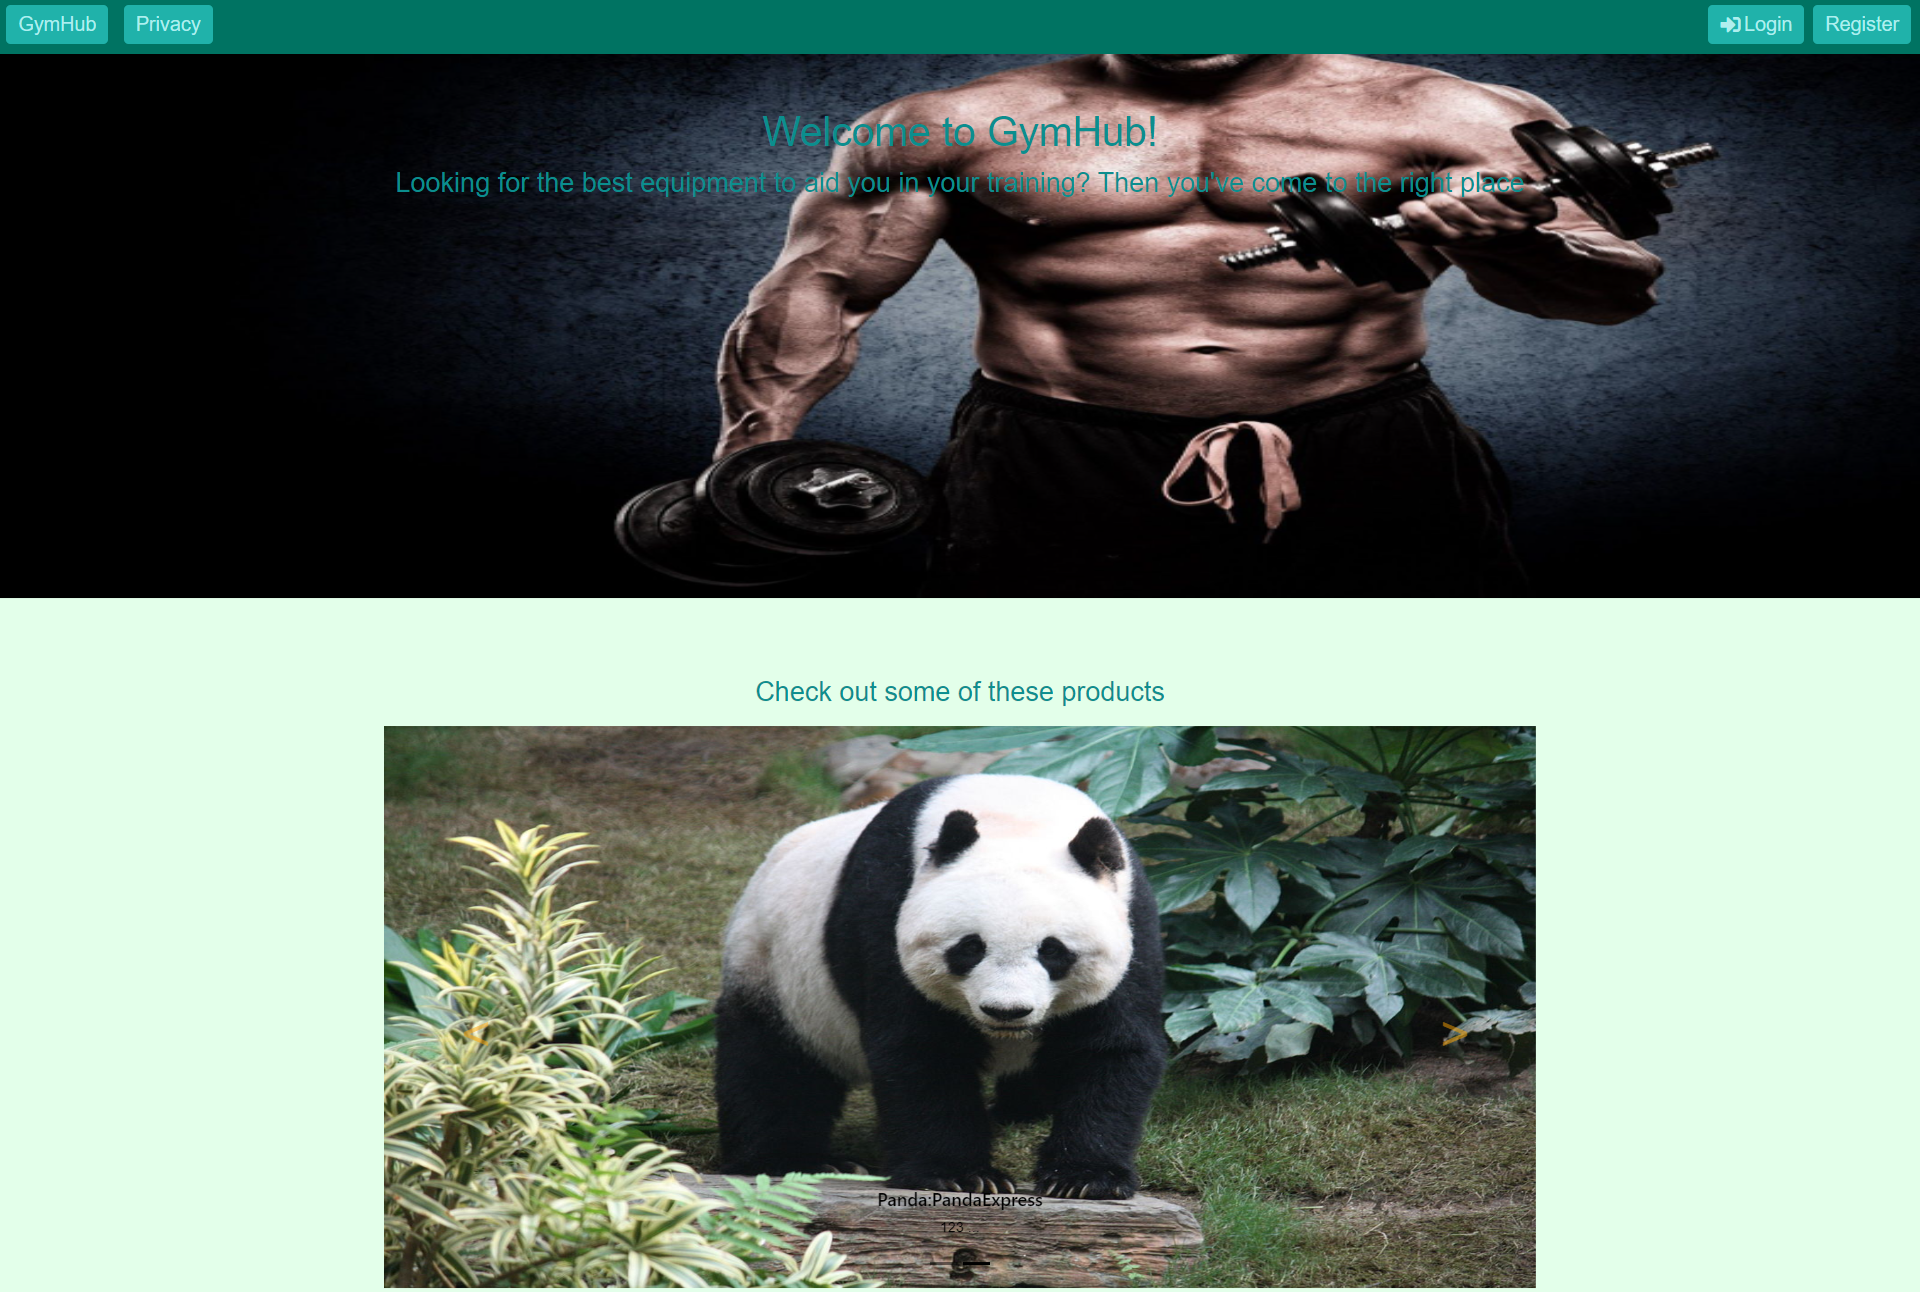 GymHub
Privacy
Login
Register
Welcome to GymHub!
Looking for the best equipment to aid you in your training? Then you've come to the right place
Check out some of these products
<
>
Panda:PandaExpress
123